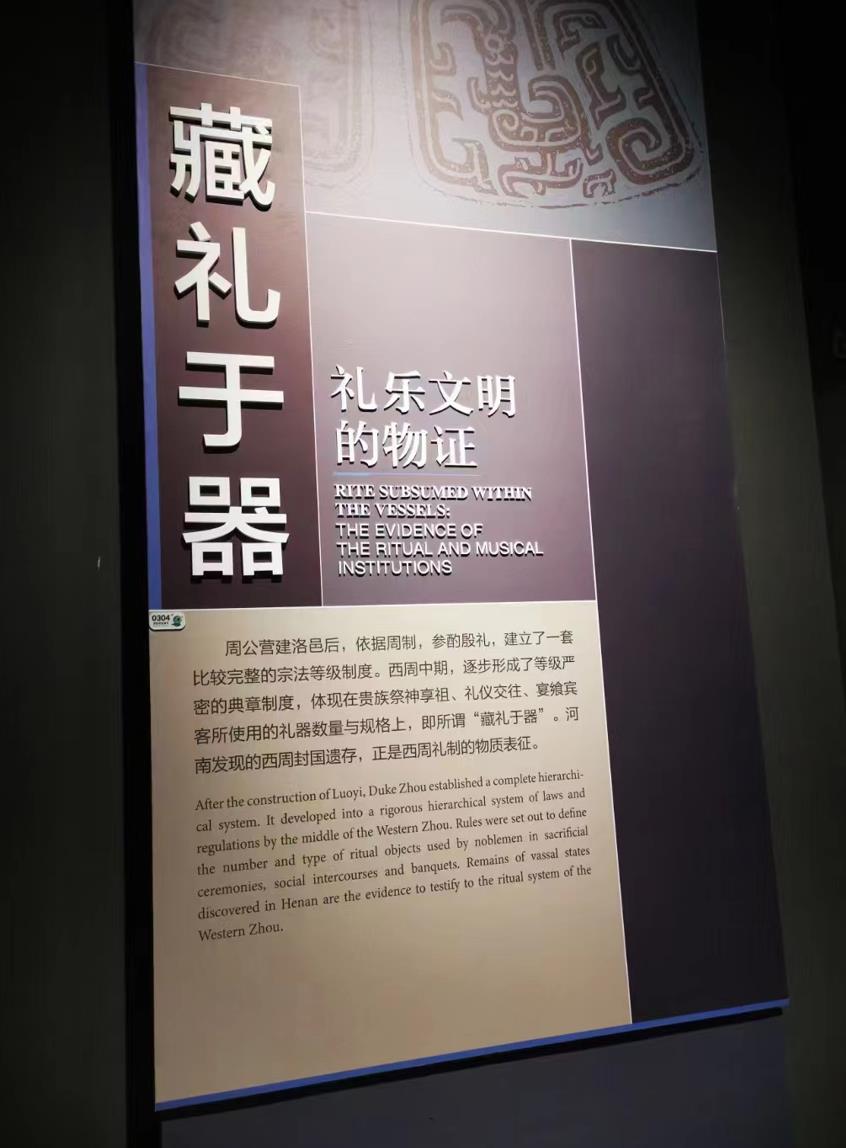 藏礼于器
礼乐文明
的物证
RITE SUBSUMED WITHIN
THE VESSELS:
THE EVIDENCE OF
THE RITUAL AND MUSICAL
INSTITUTIONS
0304
周公营建洛邑后，依据周制，参酌殷礼，建立了一套
比较完整的宗法等级制度。西周中期，逐步形成了等级严
密的典章制度，体现在贵族祭神享祖、礼仪交往、宴飨宾
客所使用的礼器数量与规格上，即所谓“藏礼于器”。河
南发现的西周封国遗存，正是西周礼制的物质表征。
After the construction of Luoyi, Duke Zhou established a complete hierarchi-
cal system. It developed into a rigorous hierarchical system of laws and
regulations by the middle of the Western Zhou. Rules were set out to define
the number and type of ritual objects used by noblemen in sacrificial
ceremonies, social intercourses and banquets. Remains of vassal states
discovered in Henan are the evidence to testify to the ritual system of the
Western Zhou.